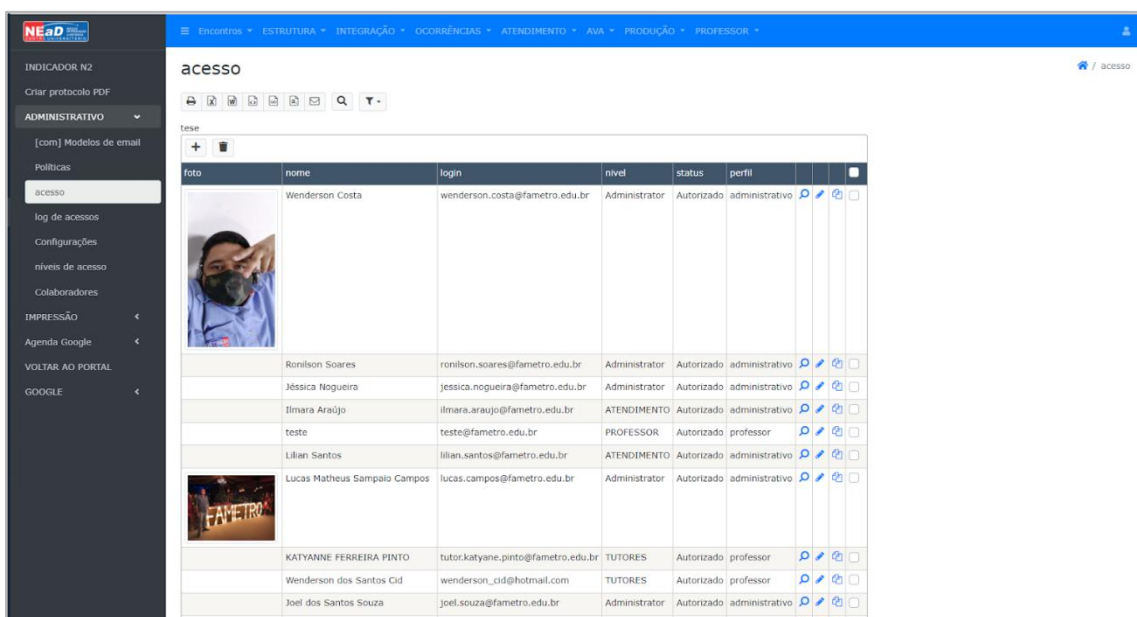 NEaD
CENTRO UNIVERSITÁRIO
Encontros ESTRUTURA INTEGRAÇÃO OCORRÊNCIAS ATENDIMENTO AVA PRODUÇÃO PROFESSOR
INDICADOR N2
Criar protocolo PDF
ADMINISTRATIVO
[com] Modelos de email
Políticas
acesso
log de acessos
Configurações
níveis de acesso
Colaboradores
IMPRESSÃO
Agenda Google
VOLTAR AO PORTAL
GOOGLE
acesso
/ acesso
tese
foto nome login nivel status perfil
Wenderson Costa wenderson.costa@fametro.edu.br Administrator Autorizado administrativo
Ronilson Soares ronilson.soares@fametro.edu.br Administrator Autorizado administrativo
Jéssica Nogueira jessica.nogueira@fametro.edu.br Administrator Autorizado administrativo
Ilmara Araújo ilmara.araujo@fametro.edu.br ATENDIMENTO Autorizado administrativo
teste teste@fametro.edu.br PROFESSOR Autorizado professor
Lilian Santos lilian.santos@fametro.edu.br ATENDIMENTO Autorizado administrativo
FAMETRO
Lucas Matheus Sampaio Campos lucas.campos@fametro.edu.br Administrator Autorizado administrativo
KATYANNE FERREIRA PINTO tutor.katyane.pinto@fametro.edu.br TUTORES Autorizado professor
Wenderson dos Santos Cid wenderson_cid@hotmail.com TUTORES Autorizado professor
Joel dos Santos Souza joel.souza@fametro.edu.br Administrator Autorizado administrativo